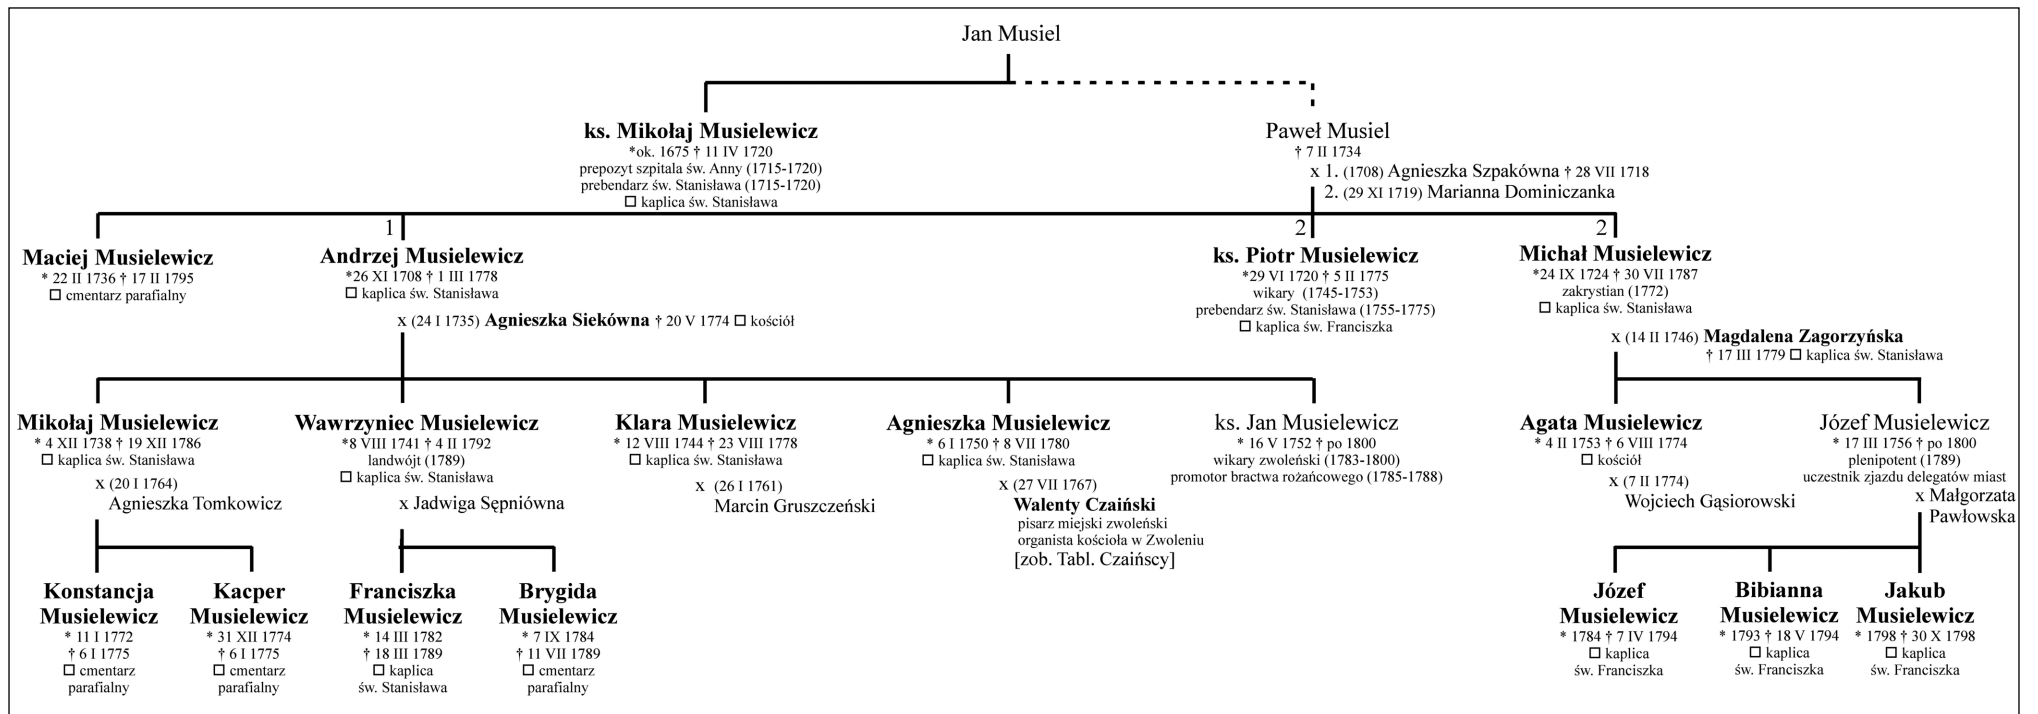 Jan Musiel
ks. Mikołaj Musielewicz
*ok. 1675 † 11 IV 1720
prepozyt szpitala św. Anny (1715-1720)
prebendarz św. Stanisława (1715-1720)
□ kaplica św. Stanisława
Paweł Musiel
† 7 II 1734
x 1. (1708) Agnieszka Szpakówna † 28 VII 1718
2. (29 XI 1719) Marianna Dominiczanka
Maciej Musielewicz
* 22 II 1736 † 17 II 1795
□ cmentarz parafialny
1
Andrzej Musielewicz
*26 XI 1708 † 1 III 1778
□ kaplica św. Stanisława
x (24 I 1735) Agnieszka Siekówna † 20 V 1774 □ kościół
2
ks. Piotr Musielewicz
*29 VI 1720 † 5 II 1775
wikary (1745-1753)
prebendarz św. Stanisława (1755-1775)
□ kaplica św. Franciszka
2
Michał Musielewicz
*24 IX 1724 † 30 VII 1787
zakrystian (1772)
□ kaplica św. Stanisława
x (14 II 1746) Magdalena Zagorzyńska
† 17 III 1779 □ kaplica św. Stanisława
Mikołaj Musielewicz
* 4 XII 1738 † 19 XII 1786
□ kaplica św. Stanisława
x (20 I 1764)
Agnieszka Tomkowicz
Wawrzyniec Musielewicz
*8 VIII 1741 † 4 II 1792
landwójt (1789)
□ kaplica św. Stanisława
x Jadwiga Sępniówna
Klara Musielewicz
* 12 VIII 1744 † 23 VIII 1778
□ kaplica św. Stanisława
x (26 I 1761)
Marcin Gruszczeński
Agnieszka Musielewicz
* 6 I 1750 † 8 VII 1780
□ kaplica św. Stanisława
x (27 VII 1767)
Walenty Czaiński
pisarz miejski zwoleński
organista kościoła w Zwoleniu
[zob. Tabl. Czaińscy]
ks. Jan Musielewicz
* 16 V 1752 † po 1800
wikary zwoleński (1783-1800)
promotor bractwa rożańcowego (1785-1788)
Agata Musielewicz
* 4 II 1753 † 6 VIII 1774
□ kościół
x (7 II 1774)
Wojciech Gąsiorowski
Józef Musielewicz
* 17 III 1756 † po 1800
plenipotent (1789)
uczestnik zjazdu delegatów miast
x Małgorzata
Pawłowska
Konstancja
Musielewicz
* 11 I 1772
† 6 I 1775
□ cmentarz
parafialny
Kacper
Musielewicz
* 31 XII 1774
† 6 I 1775
□ cmentarz
parafialny
Franciszka
Musielewicz
* 14 III 1782
† 18 III 1789
□ kaplica
św. Stanisława
Brygida
Musielewicz
* 7 IX 1784
† 11 VII 1789
□ cmentarz
parafialny
Józef
Musielewicz
* 1784 † 7 IV 1794
□ kaplica
św. Franciszka
Bibianna
Musielewicz
* 1793 † 18 V 1794
□ kaplica
św. Franciszka
Jakub
Musielewicz
* 1798 † 30 X 1798
□ kaplica
św. Franciszka